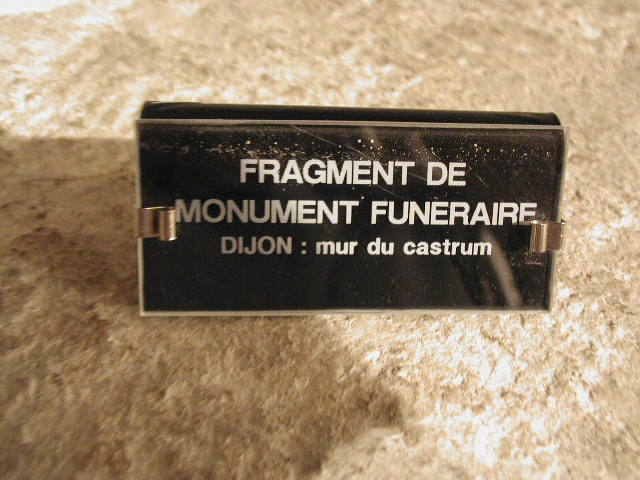 FRAGMENT DE
MONUMENT FUNERAIRE
DIJON : mur du castrum